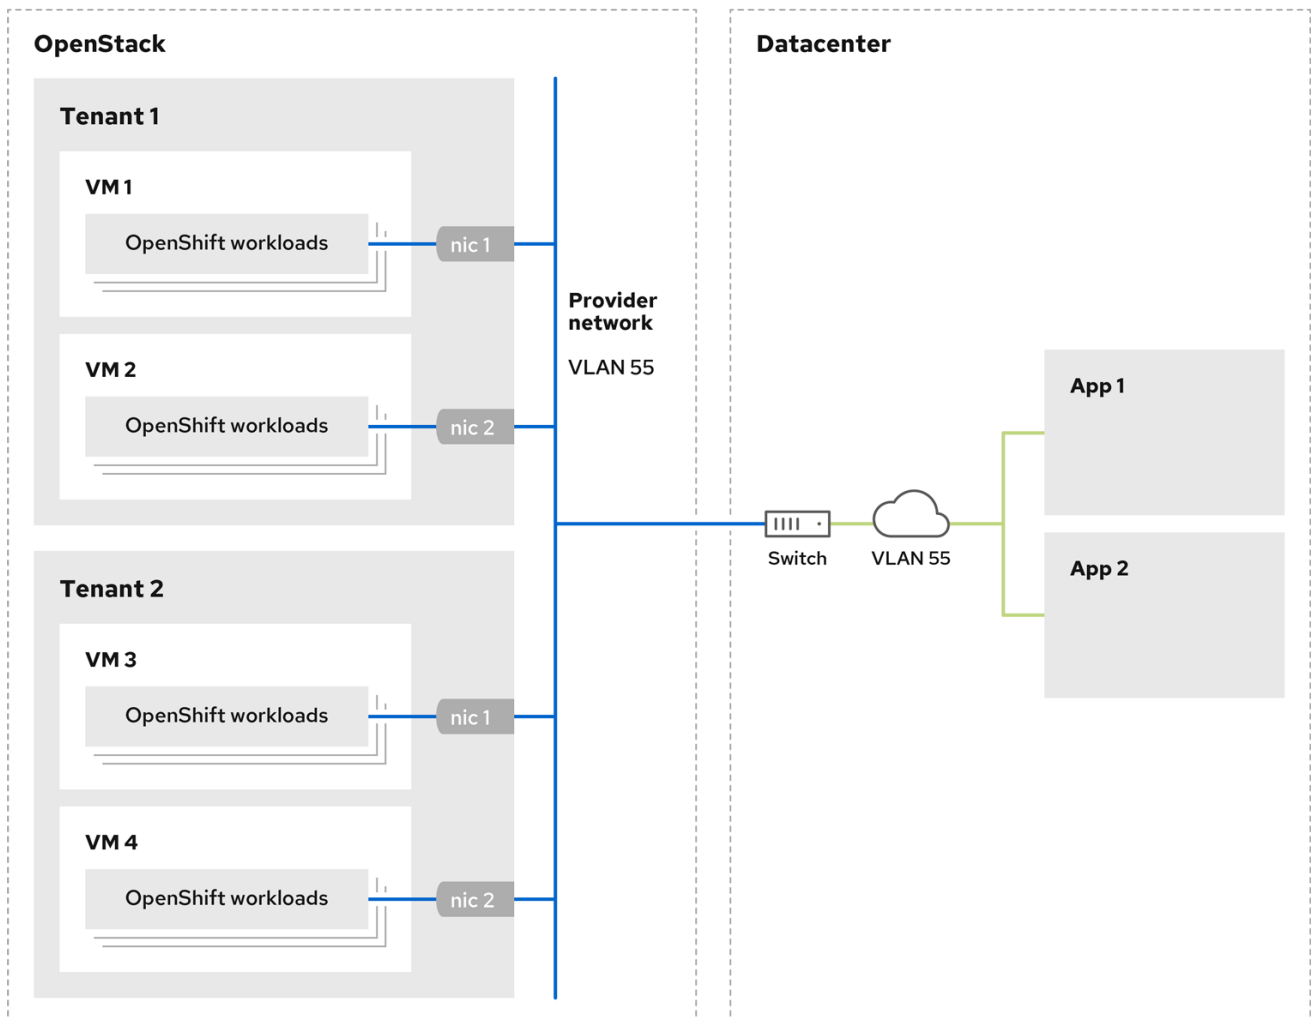 OpenStack
Tenant 1
VM 1
OpenShift workloads
nic 1
VM 2
OpenShift workloads
nic 2
Tenant 2
VM 3
OpenShift workloads
nic 1
VM 4
OpenShift workloads
nic 2
Provider
network
VLAN 55
Datacenter
Switch
VLAN 55
App 1
App 2